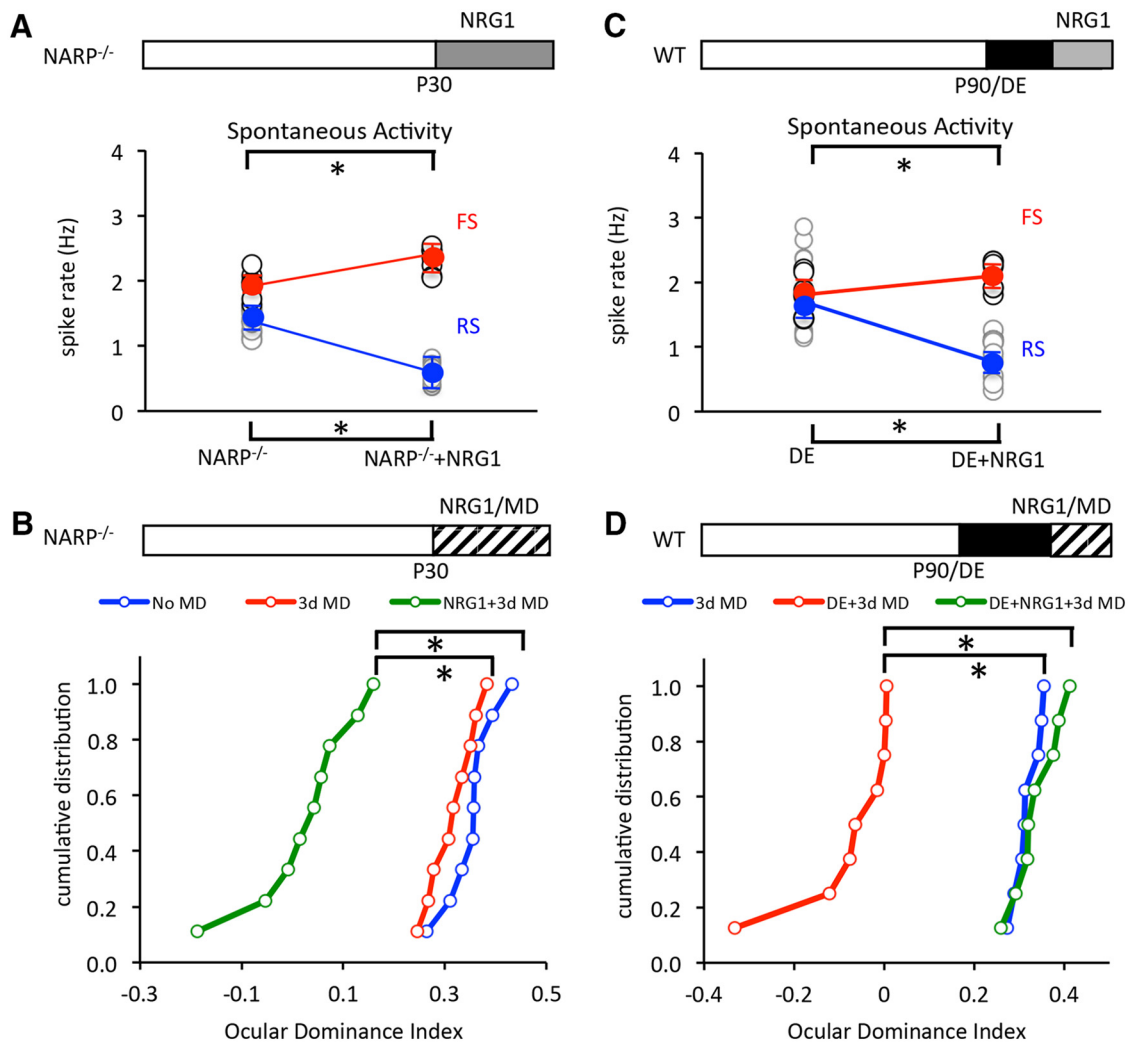 A
NRG1
NARP-/-
P30
Spontaneous Activity
*
4
3
2
1
0
spike rate (Hz)
FS
RS
*
NARP-/-
NARP-/-+NRG1
C
NRG1
WT
P90/DE
Spontaneous Activity
*
4
3
2
1
0
spike rate (Hz)
FS
RS
*
DE
DE+NRG1
B
NRG1/MD
NARP-/-
P30
No MD
3d MD
NRG1+3d MD
*
*
1.0
0.8
0.6
0.4
0.2
0.0
cumulative distribution
-0.3
-0.1
0.1
0.3
0.5
Ocular Dominance Index
D
NRG1/MD
WT
P90/DE
3d MD
DE+3d MD
DE+NRG1+3d MD
*
*
1.0
0.8
0.6
0.4
0.2
0.0
cumulative distribution
-0.4
-0.2
0
0.2
0.4
Ocular Dominance Index